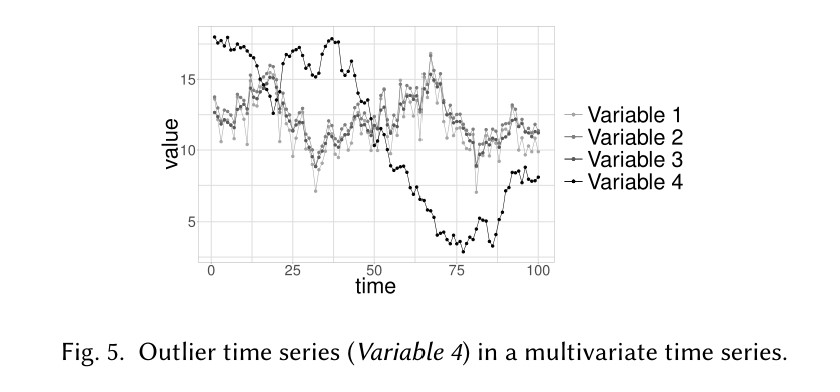 value
15
10
5
0 25 50 75 100
time
Variable 1
Variable 2
Variable 3
Variable 4
Fig. 5. Outlier time series (Variable 4) in a multivariate time series.